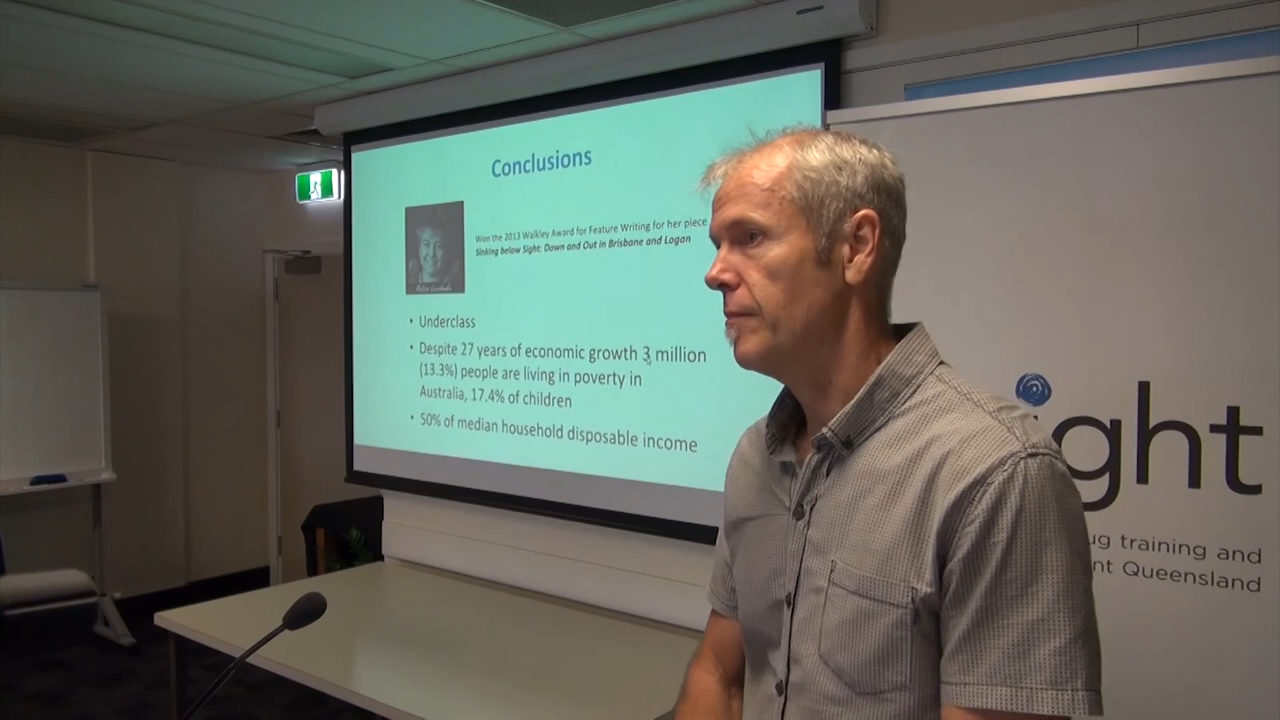 Conclusions
Won the 2013 Walkley Award for Feature Writing for her piece
Sinking below Sight: Down and Out in Brisbane and Logan
• Underclass
• Despite 27 years of economic growth 3 million
(13.3%) people are living in poverty in
Australia, 17.4% of children
• 50% of median household disposable income
ight
ug training and
nt Queensland